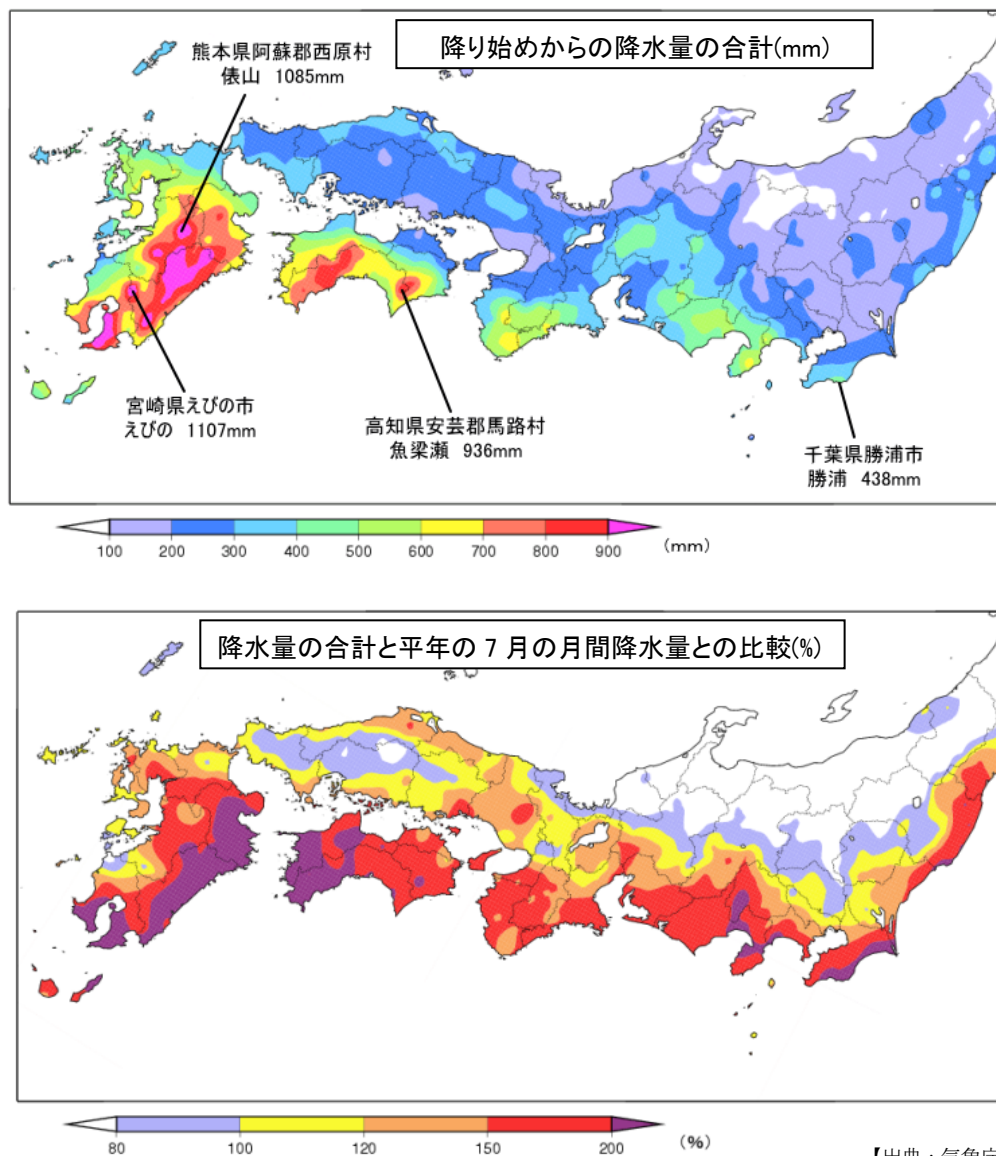 降り始めからの降水量の合計(mm)
熊本県阿蘇郡西原村
俵山 1085mm
宮崎県えびの市
えびの 1107mm
高知県安芸郡馬路村
魚梁瀬 936mm
千葉県勝浦市
勝浦 438mm
100 200 300 400 500 600 700 800 900 (mm)
降水量の合計と平年の 7 月の月間降水量との比較(%)
80 100 120 150 200 (%)
【出典：気象庁